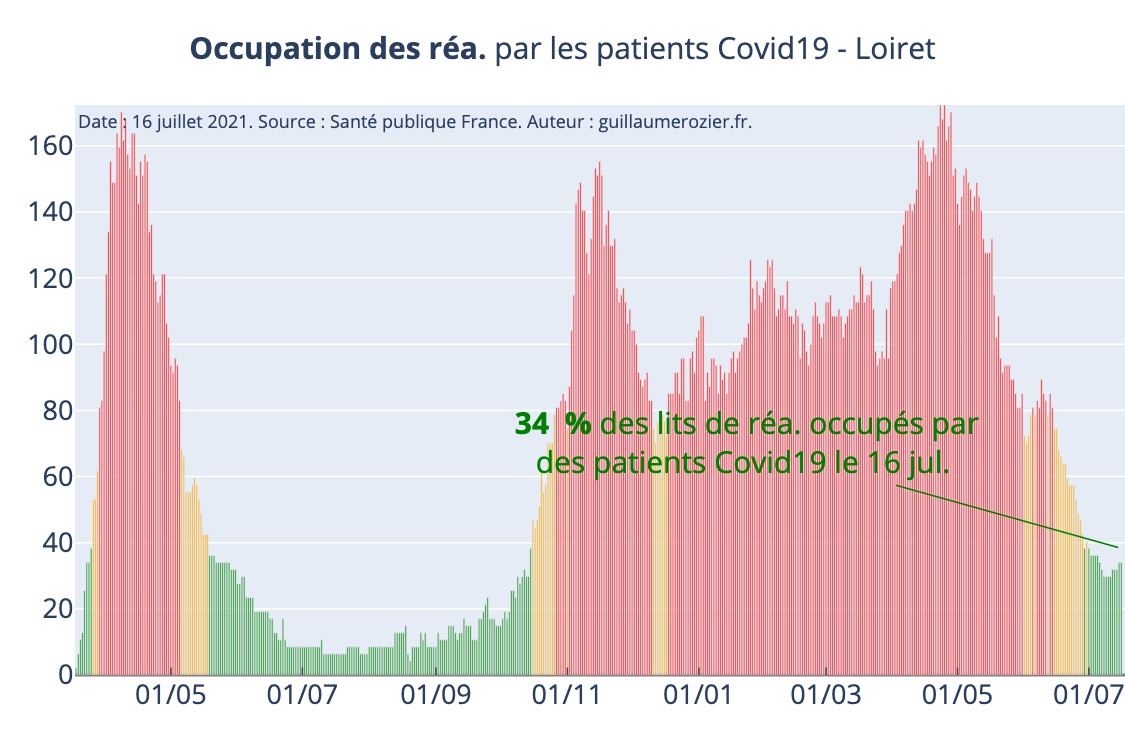 Occupation des réa. par les patients Covid19 - Loiret
Date : 16 juillet 2021. Source : Santé publique France. Auteur : guillaumerozier.fr.
160
140
120
100
80
60
40
20
0
34 % des lits de réa. occupés par
des patients Covid19 le 16 jul.
01/05 01/07 01/09 01/11 01/01 01/03 01/05 01/07